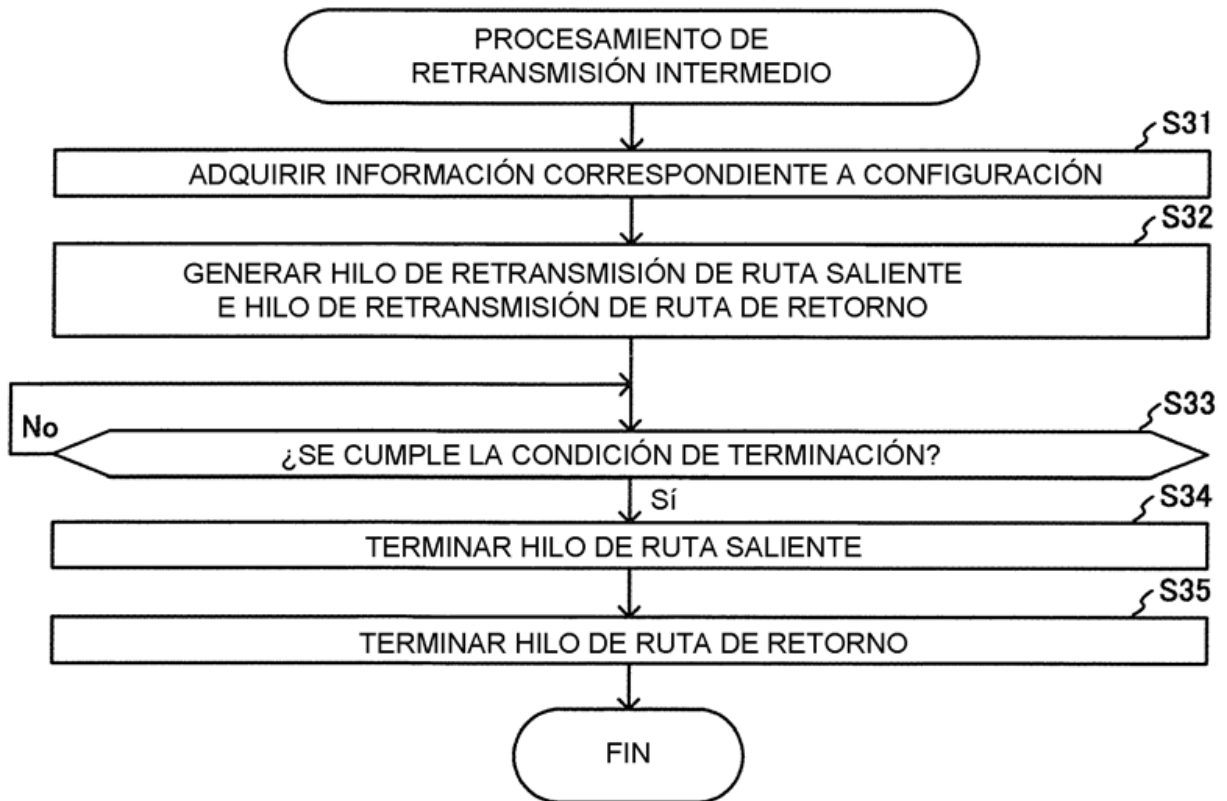 PROCESAMIENTO DE
RETRANSMISIÓN INTERMEDIO
S31
ADQUIRIR INFORMACIÓN CORRESPONDIENTE A CONFIGURACIÓN
S32
GENERAR HILO DE RETRANSMISIÓN DE RUTA SALIENTE
E HILO DE RETRANSMISIÓN DE RUTA DE RETORNO
S33
No
¿SE CUMPLE LA CONDICIÓN DE TERMINACIÓN?
Sí
S34
TERMINAR HILO DE RUTA SALIENTE
S35
TERMINAR HILO DE RUTA DE RETORNO
FIN